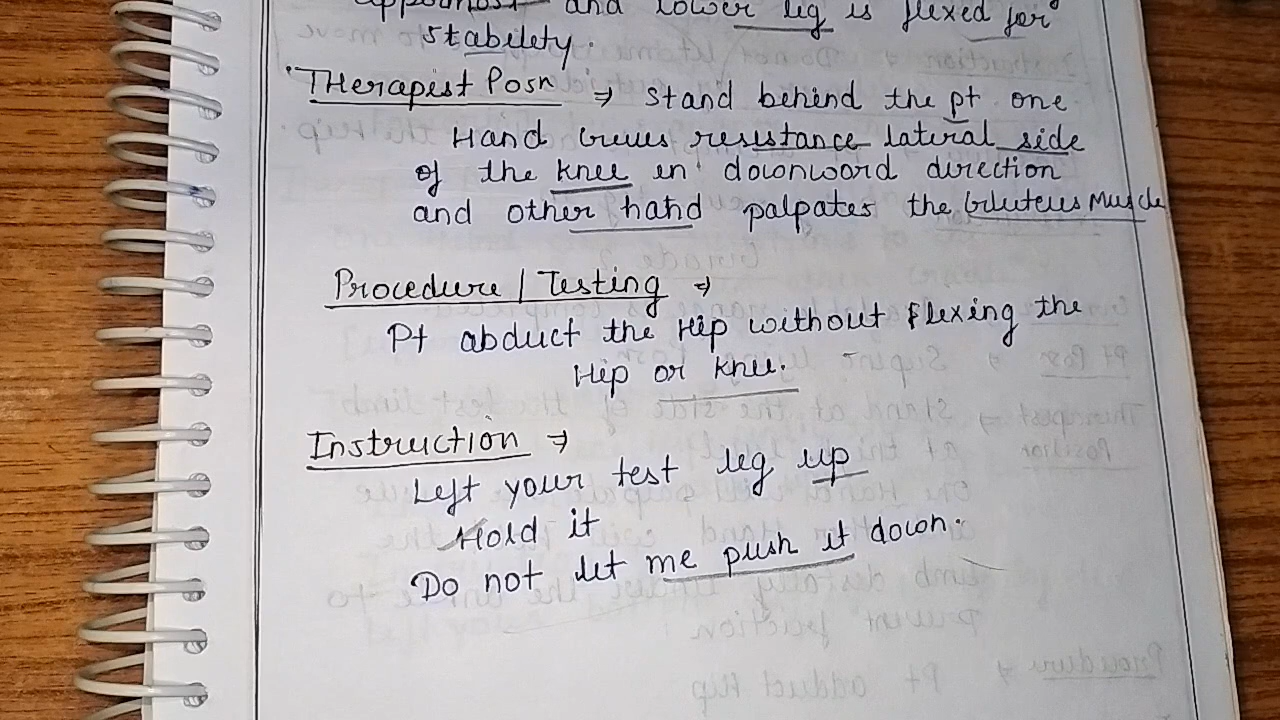 and lower leg is flexed for
stability.
Therapist Posn → stand behind the pt one
Hand Gives resistance lateral side
of the knee in downword direction
and other hand palpates the Gluteus Muscle
Procedure / Testing →
Pt abduct the Hip without Flexing the
Hip or knee.
Instruction →
Left your test leg up
Hold it
Do not let me push it down.